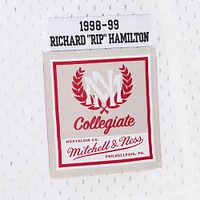 1998-99
RICHARD "RIP" HAMILTON
Collegiate
NOSTALGIA CO.
Mitchell & Ness
PHILADELPHIA, PA.